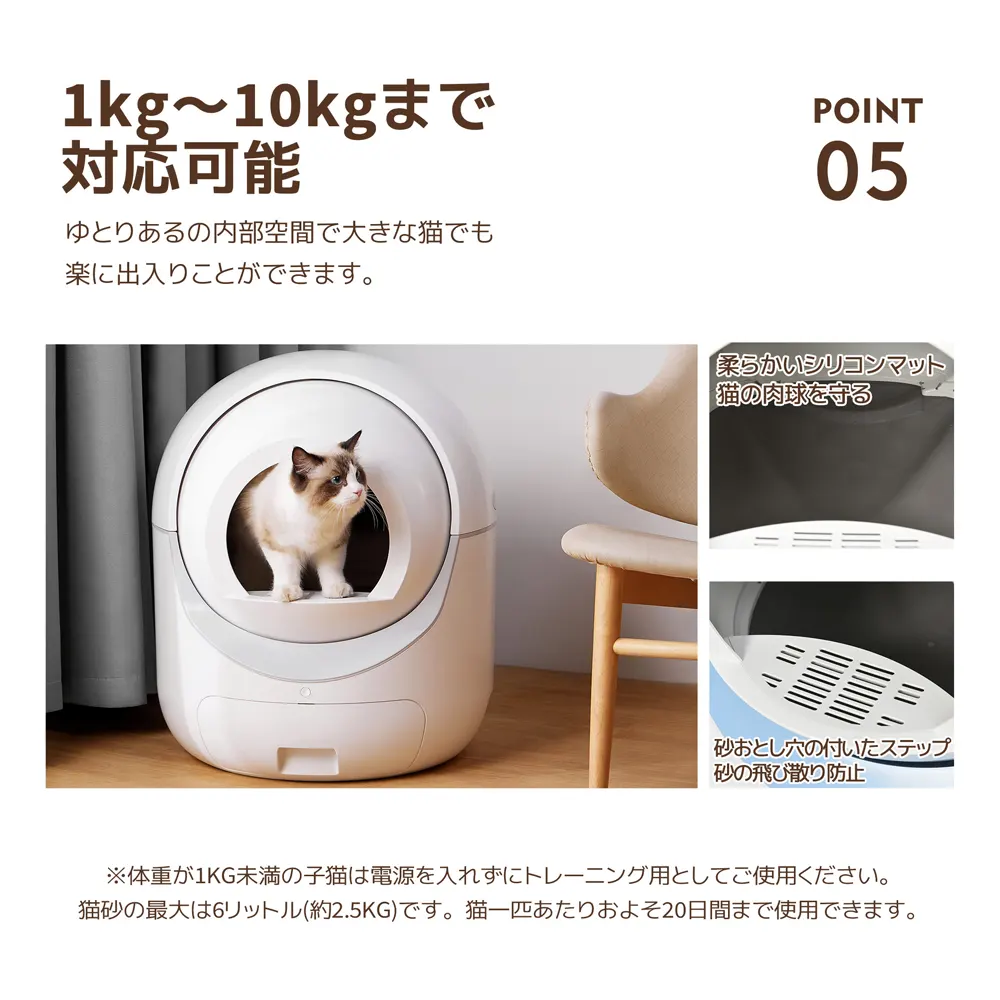 1kg～10kgまで
対応可能
ゆとりあるの内部空間で大きな猫でも
楽に出入りことができます。
POINT
05
柔らかいシリコンマット
猫の肉球を守る
砂おとし穴の付いたステップ
砂の飛び散り防止
※体重が1KG未満の子猫は電源を入れずにトレーニング用としてご使用ください。
猫砂の最大は6リットル(約2.5KG)です。猫一匹あたりおよそ20日間まで使用できます。